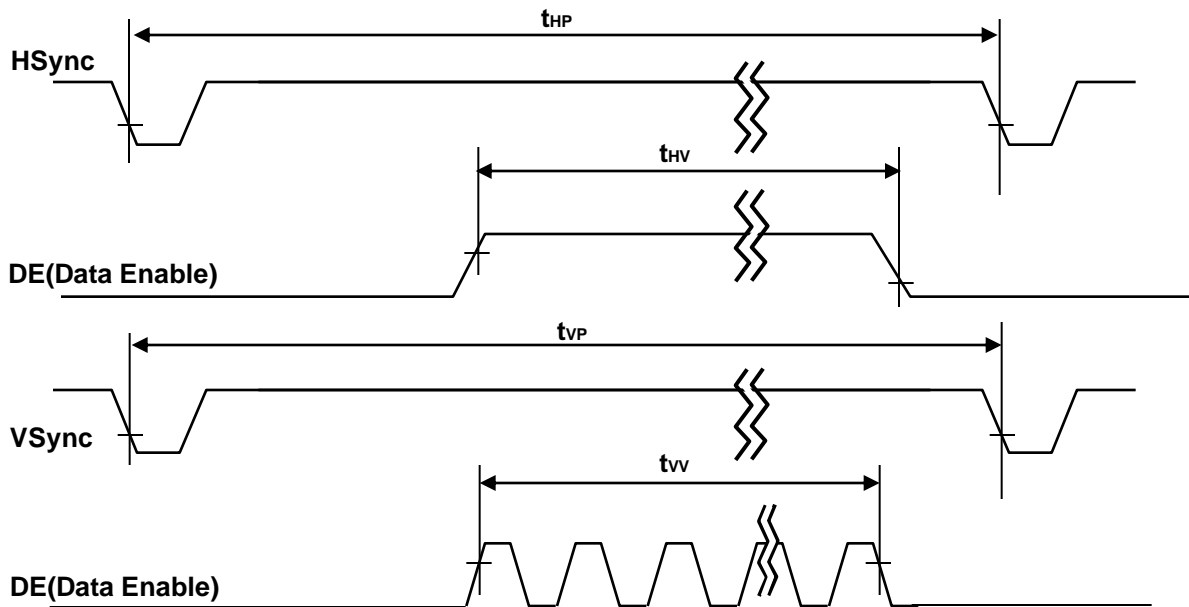 tHP
HSync
tHV
DE(Data Enable)
tVP
VSync
tVV
DE(Data Enable)